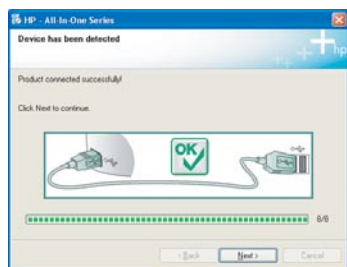 HP - All-In-One Series
Device has been detected
hp
Product connected successfully!
Click Next to continue.
OK
8/8
< Back
Next >
Cancel